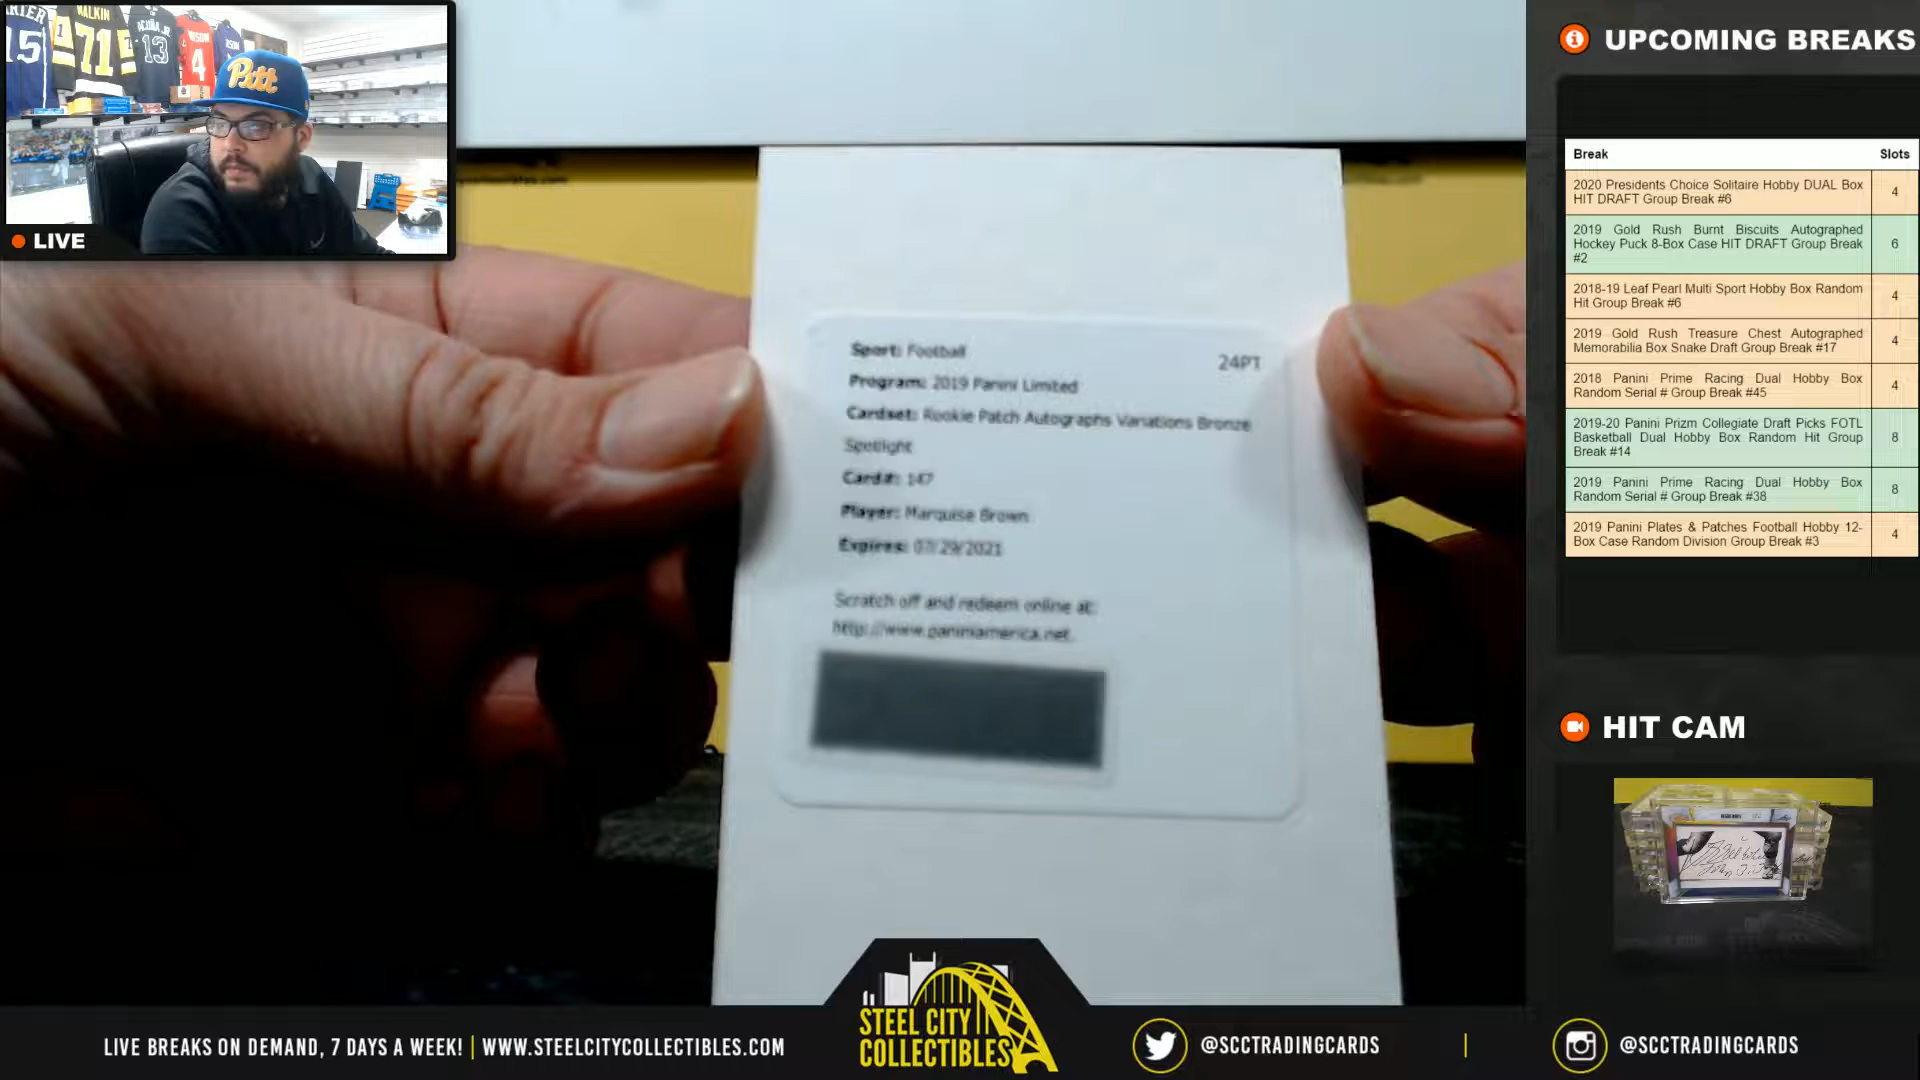 WALKIN
71
ACUÑA JR
13
4
15
Pitt
LIVE
Sport: Football
24PT
Program: 2019 Panini Limited
Cardset: Rookie Patch Autographs Variations Bronze
Spotlight
Card#: 147
Player: Marquise Brown
Expires: 07/29/2021
Scratch off and redeem online at:
http://www.paniniamerica.net.
UPCOMING BREAKS
Break Slots
2020 Presidents Choice Solitaire Hobby DUAL Box
HIT DRAFT Group Break #6
4
2019 Gold Rush Burnt Biscuits Autographed
Hockey Puck 8-Box Case HIT DRAFT Group Break
#2
6
2018-19 Leaf Pearl Multi Sport Hobby Box Random
Hit Group Break #6
4
2019 Gold Rush Treasure Chest Autographed
Memorabilia Box Snake Draft Group Break #17
4
2018 Panini Prime Racing Dual Hobby Box
Random Serial # Group Break #45
4
2019-20 Panini Prizm Collegiate Draft Picks FOTL
Basketball Dual Hobby Box Random Hit Group
Break #14
8
2019 Panini Prime Racing Dual Hobby Box
Random Serial # Group Break #38
8
2019 Panini Plates & Patches Football Hobby 12-
Box Case Random Division Group Break #3
4
HIT CAM
LIVE BREAKS ON DEMAND, 7 DAYS A WEEK! | WWW.STEELCITYCOLLECTIBLES.COM
STEEL CITY
COLLECTIBLES
@SCCTRADINGCARDS
@SCCTRADINGCARDS